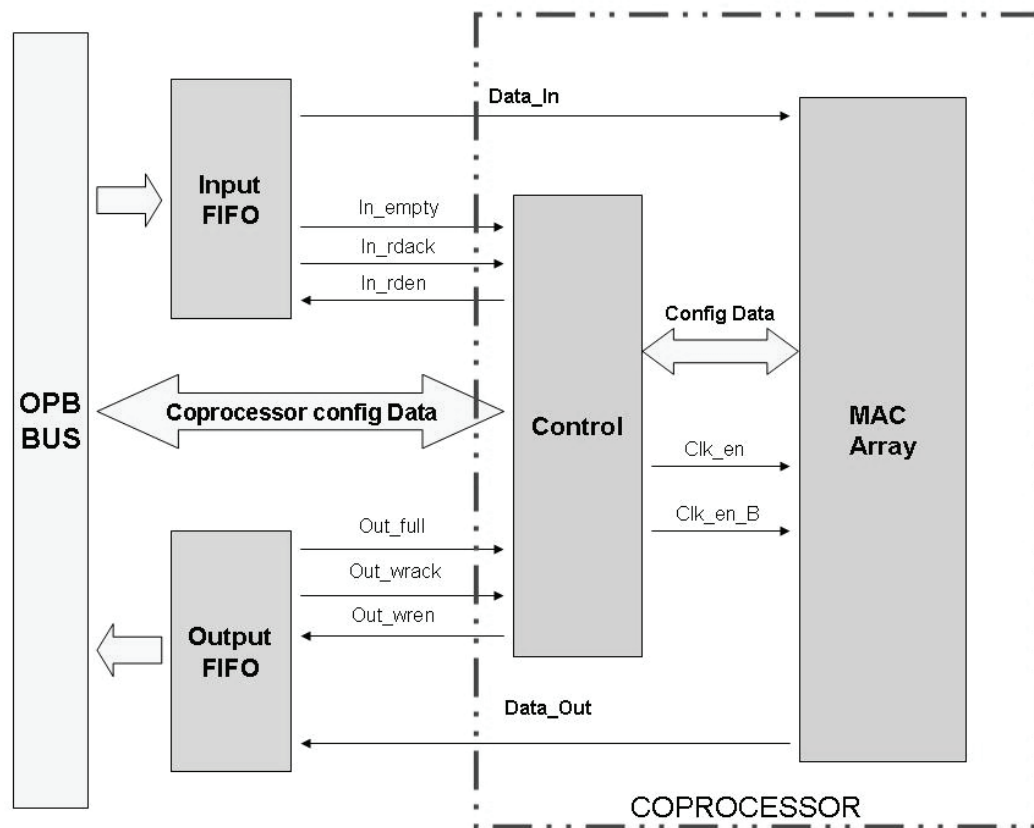 Data_In
Input
FIFO
In_empty
In_rdack
In_rden
Config Data
OPB
BUS
Coprocessor config Data
Control
MAC
Array
Clk_en
Clk_en_B
Out_full
Out_wrack
Out_wren
Output
FIFO
Data_Out
COPROCESSOR